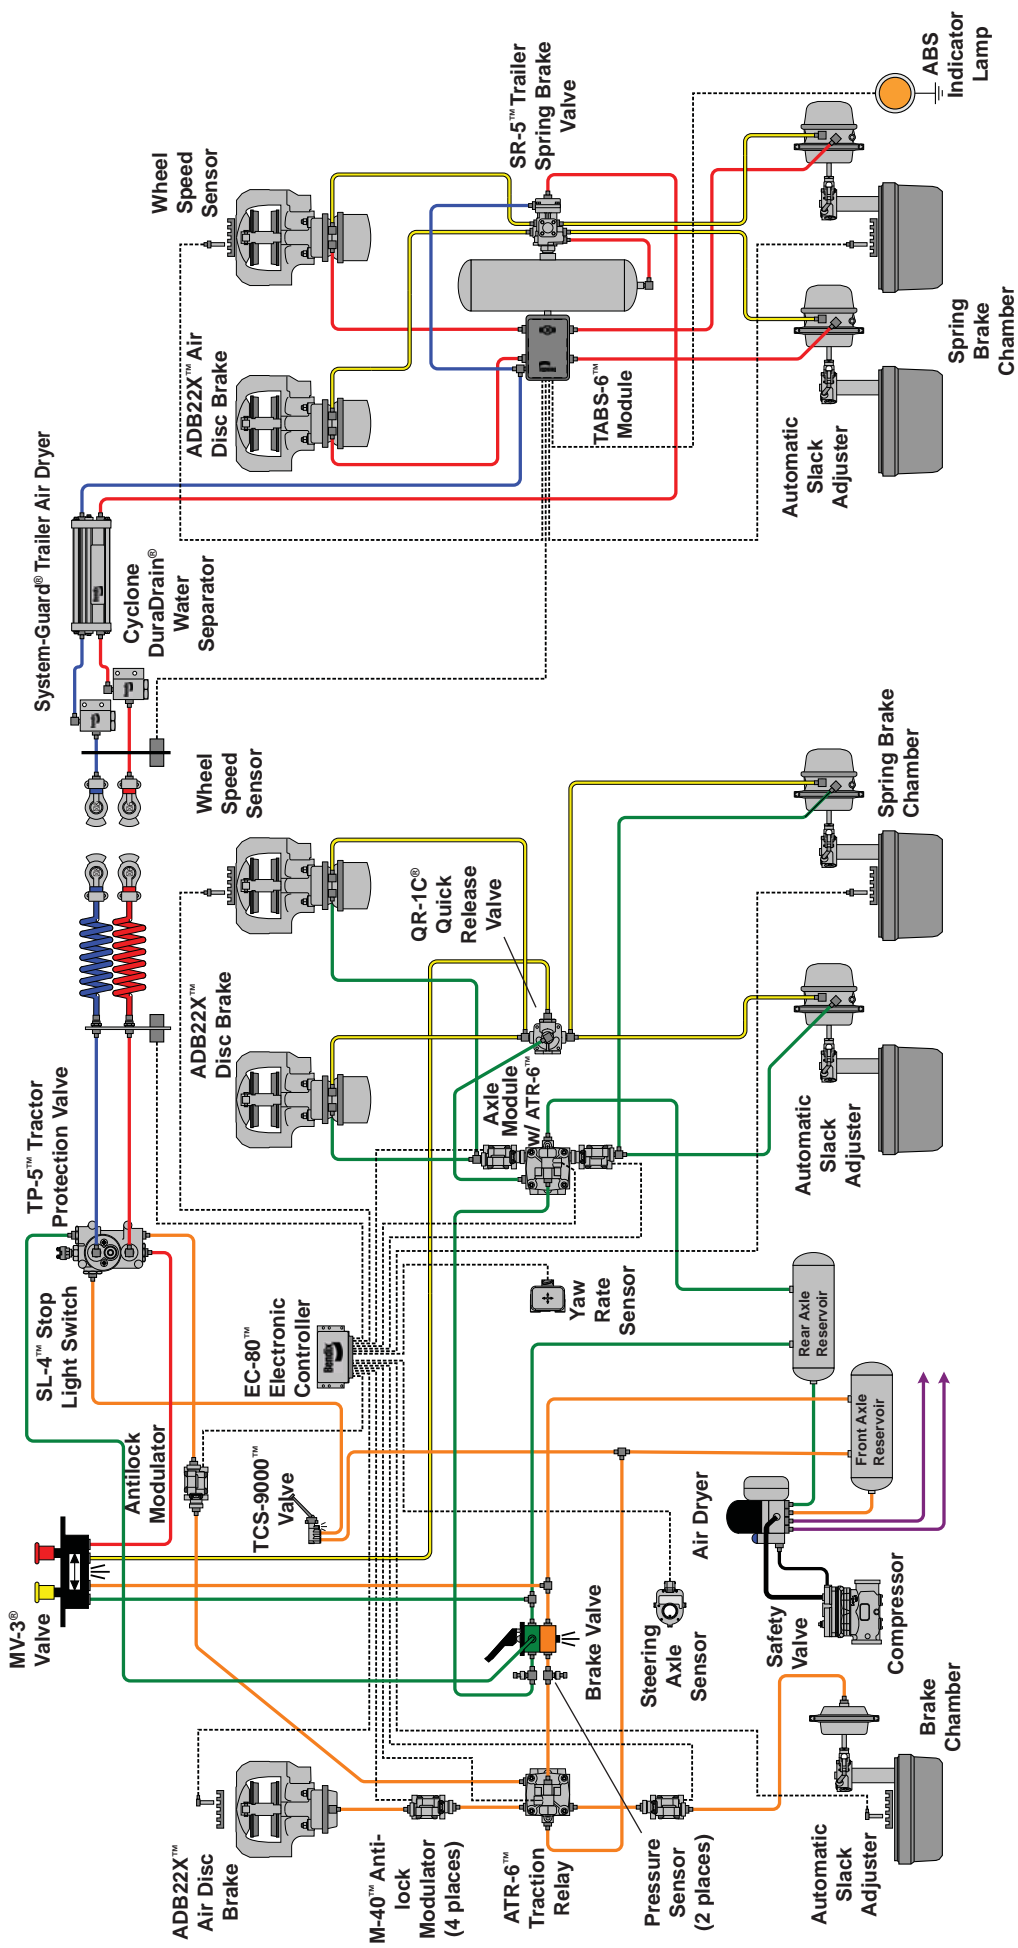 MV-3®
Valve
Antilock
Modulator
SL-4™ Stop
Light Switch
TP-5™ Tractor
Protection Valve
System-Guard® Trailer Air Dryer
Cyclone
DuraDrain®
Water
Separator
ADB22X™
Air Disc
Brake
TCS-9000™
Valve
EC-80™
Electronic
Controller
Bendix
ADB22X™
Disc Brake
Wheel
Speed
Sensor
ADB22X™ Air
Disc Brake
Wheel
Speed
Sensor
M-40™ Anti-
lock
Modulator
(4 places)
ATR-6™
Traction
Relay
Pressure
Sensor
(2 places)
Brake Valve
Steering
Axle
Sensor
Yaw
Rate
Sensor
Axle
Module
w/ ATR-6™
QR-1C®
Quick
Release
Valve
TABS-6™
Module
SR-5™ Trailer
Spring Brake
Valve
Air Dryer
Safety
Valve
Compressor
Rear Axle
Reservoir
Front Axle
Reservoir
Automatic
Slack
Adjuster
Brake
Chamber
Automatic
Slack
Adjuster
Spring Brake
Chamber
Automatic
Slack
Adjuster
Spring
Brake
Chamber
ABS
Indicator
Lamp